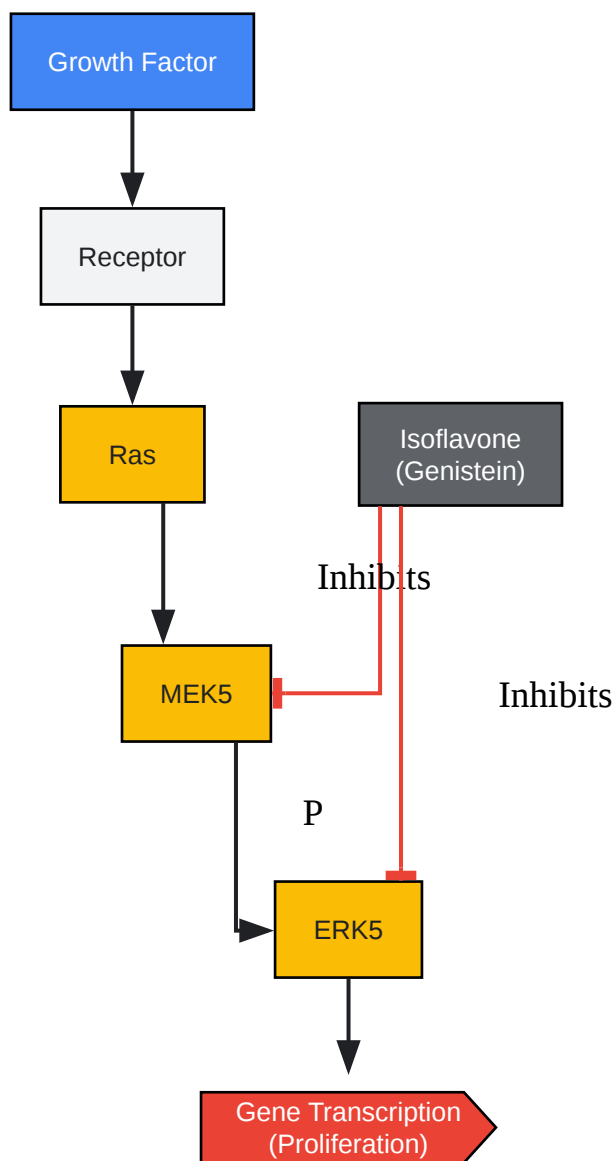 Growth Factor
Receptor
Ras
Isoflavone
(Genistein)
Inhibits
MEK5
Inhibits
P
ERK5
Gene Transcription
(Proliferation)